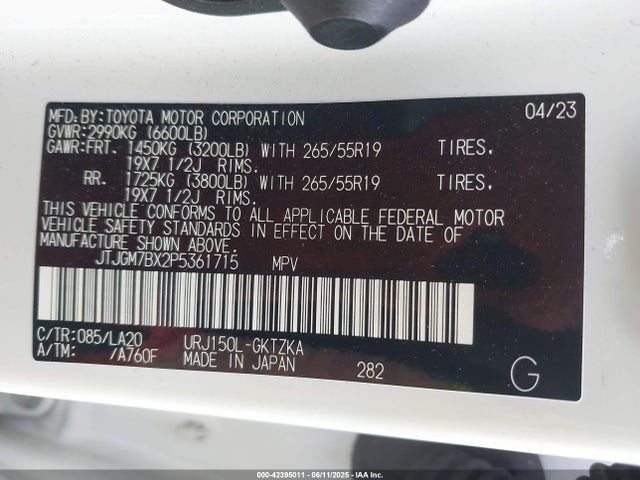 MFD.BY:TOYOTA MOTOR CORPORATION 04/23
GVWR:2990KG (6600LB)
GAWR:FRT. 1450KG (3200LB) WITH 265/55R19 TIRES.
19X7 1/2J RIMS.
RR. 1725KG (3800LB) WITH 265/55R19 TIRES.
19X7 1/2J RIMS.
THIS VEHICLE CONFORMS TO ALL APPLICABLE FEDERAL MOTOR
VEHICLE SAFETY STANDARDS IN EFFECT ON THE DATE OF
MANUFACTURE SHOWN ABOVE.
JTJGM7BX2P5361715 MPV
C/TR:085/LA20 URJ150L-GKTZKA
A/TM: /A760F MADE IN JAPAN 282 G
00-42395011 - 06/11/2025 - IAA Inc.